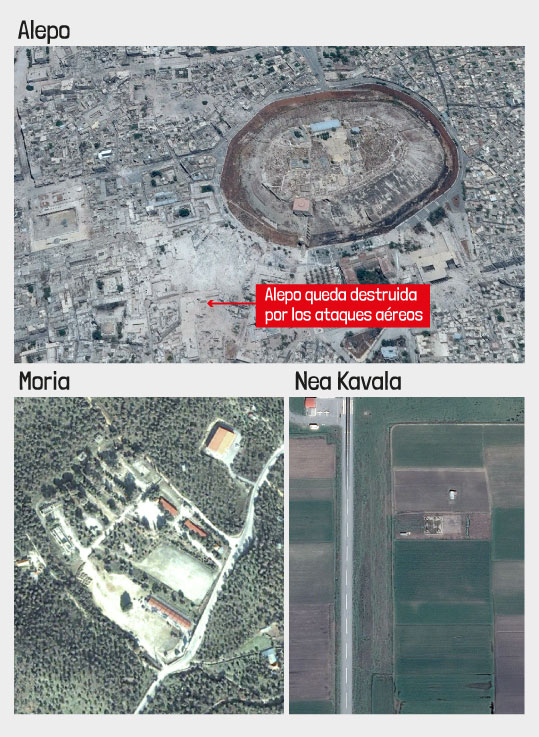 Alepo
Alepo queda destruida
por los ataques aéreos
Moria
Nea Kavala